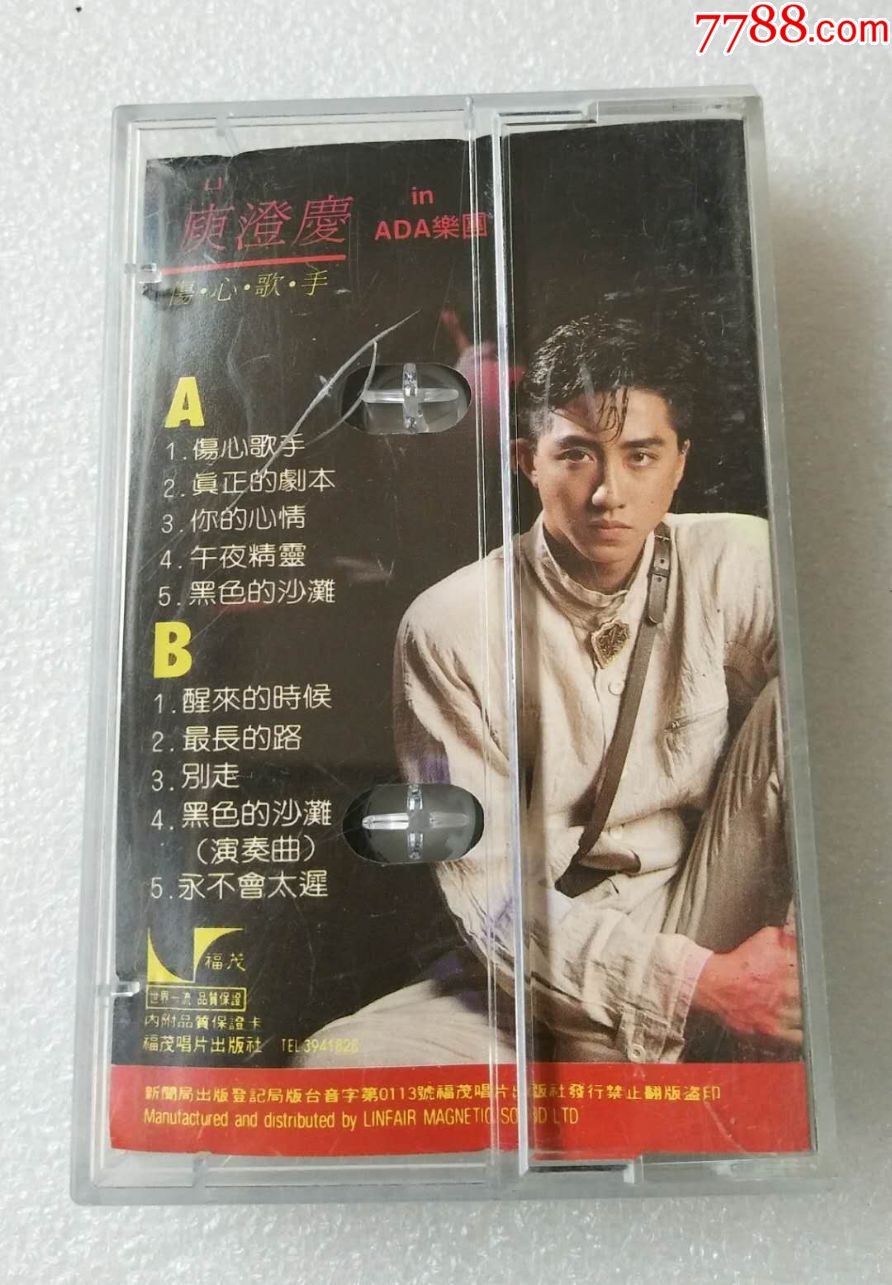 7788.com
庾澄慶
in
ADA樂團
傷·心·歌·手
A
1.傷心歌手
2.眞正的劇本
3.你的心情
4.午夜精靈
5.黑色的沙灘
B
1.醒來的時候
2.最長的路
3.別走
4.黑色的沙灘
(演奏曲)
5.永不會太遲
福茂
世界一流 品質保證
內附品質保證卡
福茂唱片出版社 TEL 3941828
新聞局出版登記局版台音字第0113號福茂唱片出版社發行禁止翻版盜印
Manufactured and distributed by LINFAIR MAGNETIC SOUND LTD